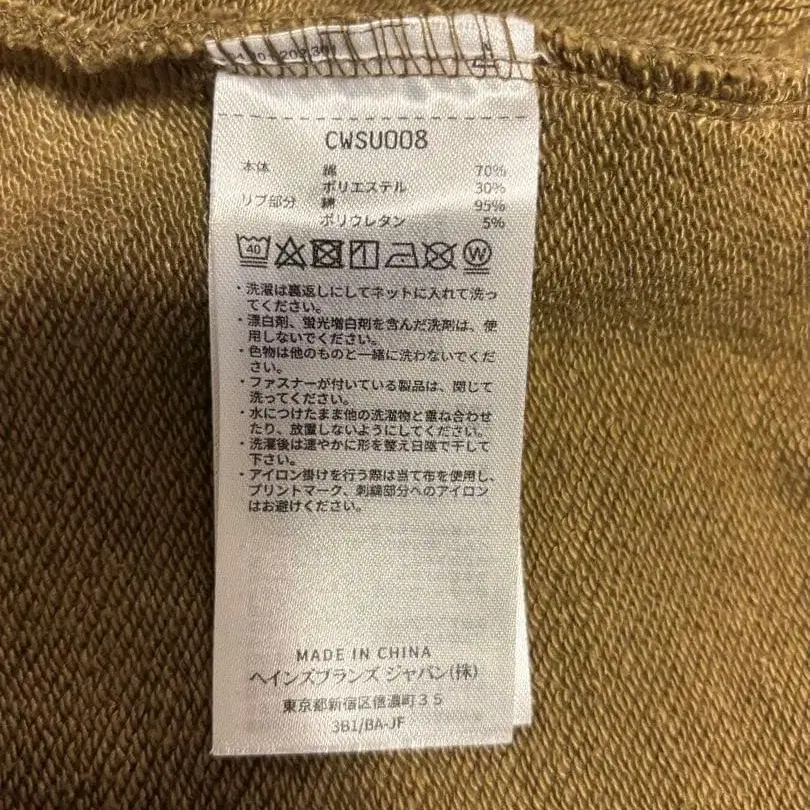 CWSU008
本体 綿 70%
ポリエステル 30%
リブ部分 綿 95%
ポリウレタン 5%
40 W
・洗濯は裏返しにしてネットに入れて洗っ
てください。
・漂白剤、蛍光増白剤を含んだ洗剤は、使
用しないでください。
・色物は他のものと一緒に洗わないでくだ
さい。
・ファスナーが付いている製品は、閉じて
洗ってください。
・水につけたまま他の洗濯物と重ね合わせ
たり、放置しないようにしてください。
・洗濯後は速やかに形を整え日陰で干して
下さい。
・アイロン掛けを行う際は当て布を使用し、
プリントマーク、刺繍部分へのアイロン
はお避けください。
MADE IN CHINA
ヘインズブランズ ジャパン(株)
東京都新宿区信濃町35
3B1/BA-JF